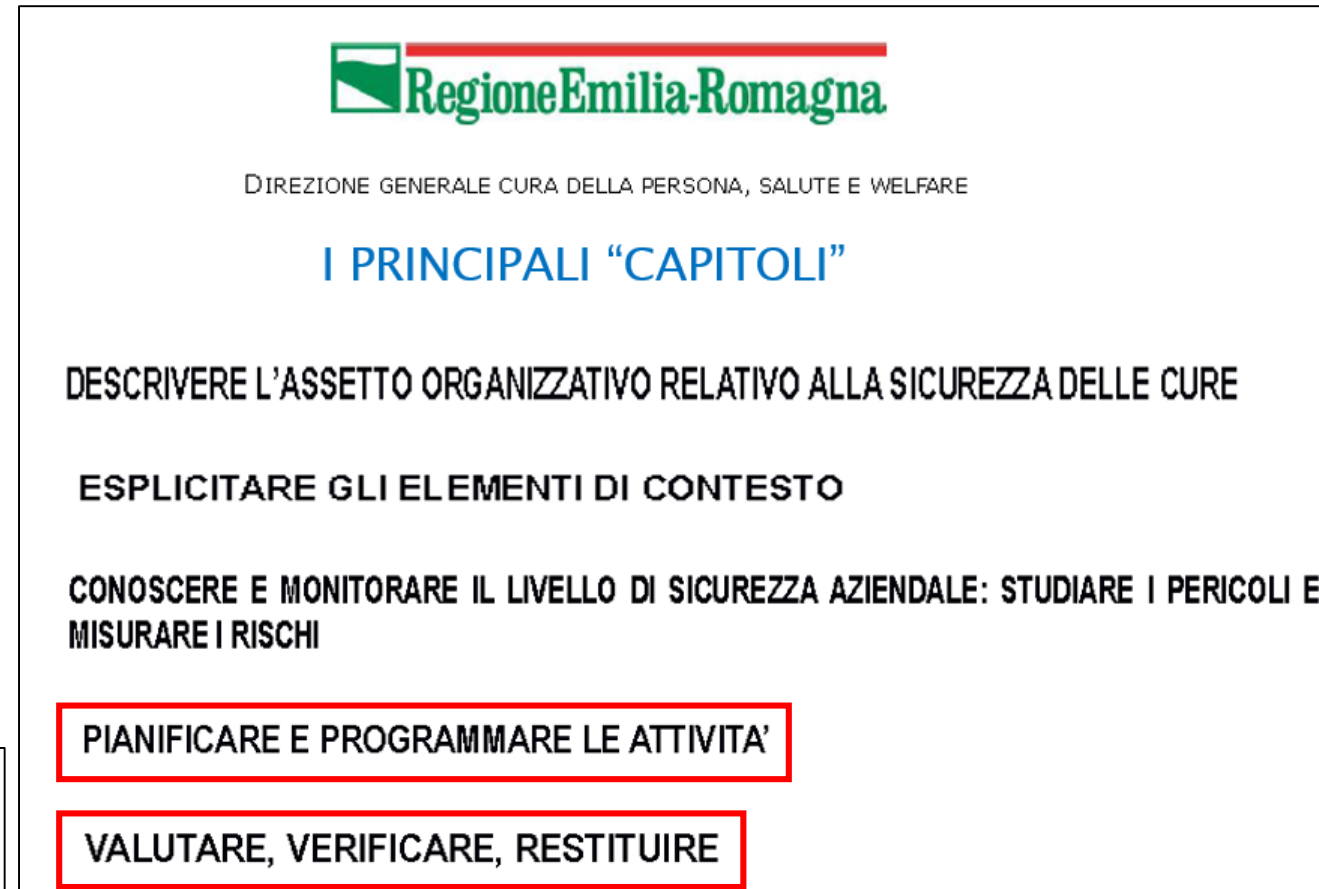 RegioneEmilia-Romagna
DIREZIONE GENERALE CURA DELLA PERSONA, SALUTE E WELFARE
I PRINCIPALI “CAPITOLI”
DESCRIVERE L’ASSETTO ORGANIZZATIVO RELATIVO ALLA SICUREZZA DELLE CURE
ESPLICITARE GLI ELEMENTI DI CONTESTO
CONOSCERE E MONITORARE IL LIVELLO DI SICUREZZA AZIENDALE: STUDIARE I PERICOLI E
MISURARE I RISCHI
PIANIFICARE E PROGRAMMARE LE ATTIVITA’
VALUTARE, VERIFICARE, RESTITUIRE